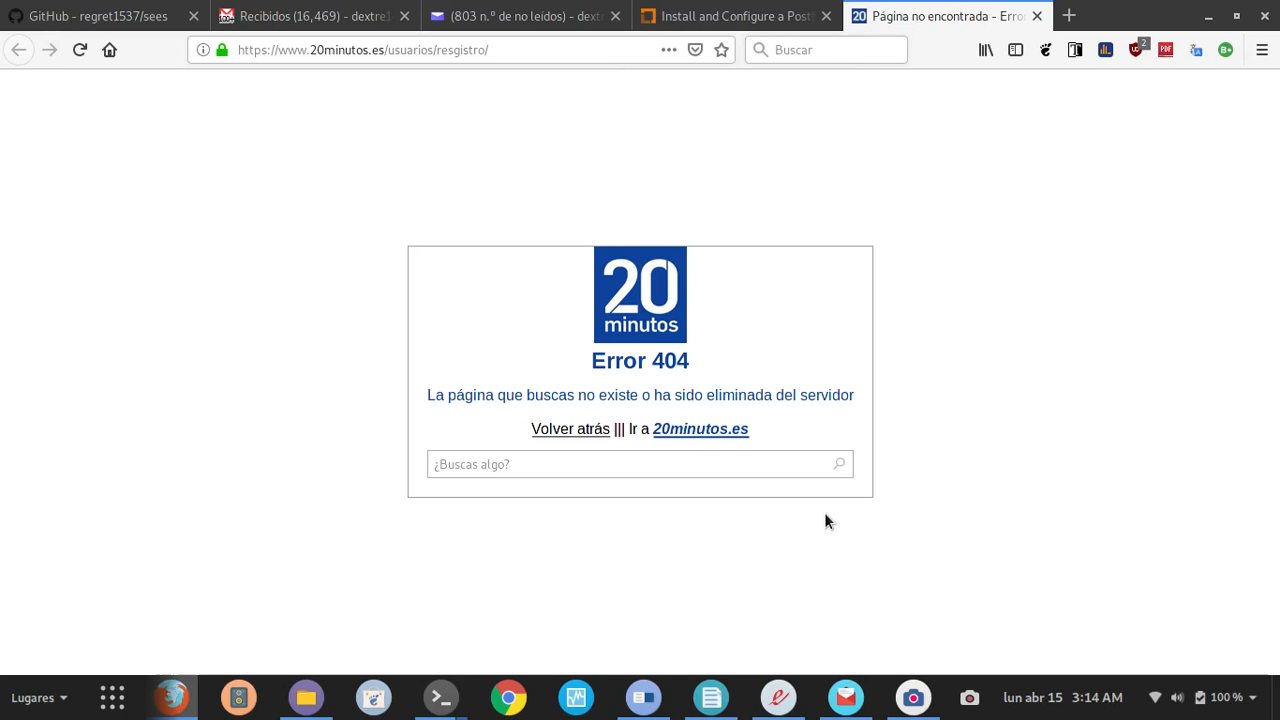 GitHub - regret1537/sees
Recibidos (16,469) - dextre1
(803 n.º de no leídos) - dext
Install and Configure a Post
Página no encontrada - Erro
https://www.20minutos.es/usuarios/resgistro/
Buscar
2
PDF
B+
20
minutos
Error 404
La página que buscas no existe o ha sido eliminada del servidor
Volver atrás ||| Ir a 20minutos.es
¿Buscas algo?
Lugares
lun abr 15 3:14 AM
100 %